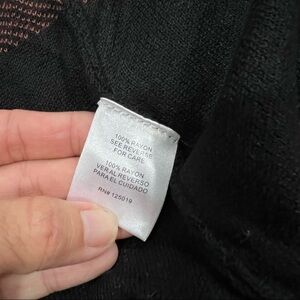 100% RAYON
SEE REVERSE
FOR CARE
100% RAYON
VER AL REVERSO
PARA EL CUIDADO
RN# 125019